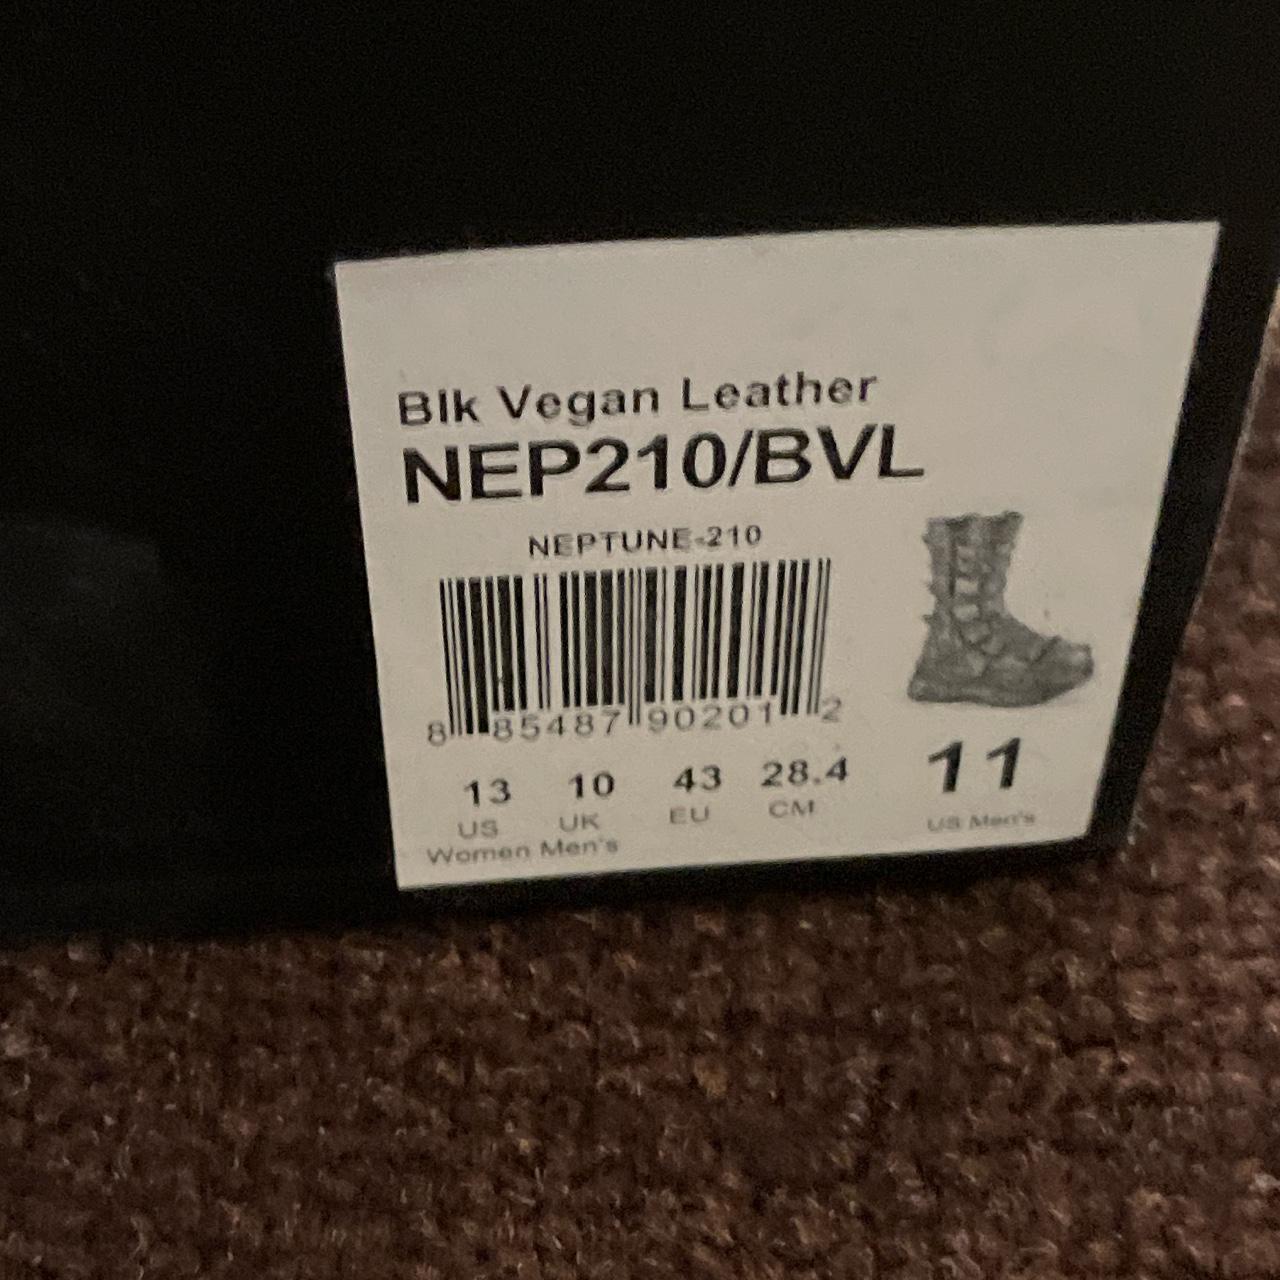 Blk Vegan Leather
NEP210/BVL
NEPTUNE-210
8 85487 90201 2
13 10 43 28.4 11
US UK EU CM US Men's
Women Men's